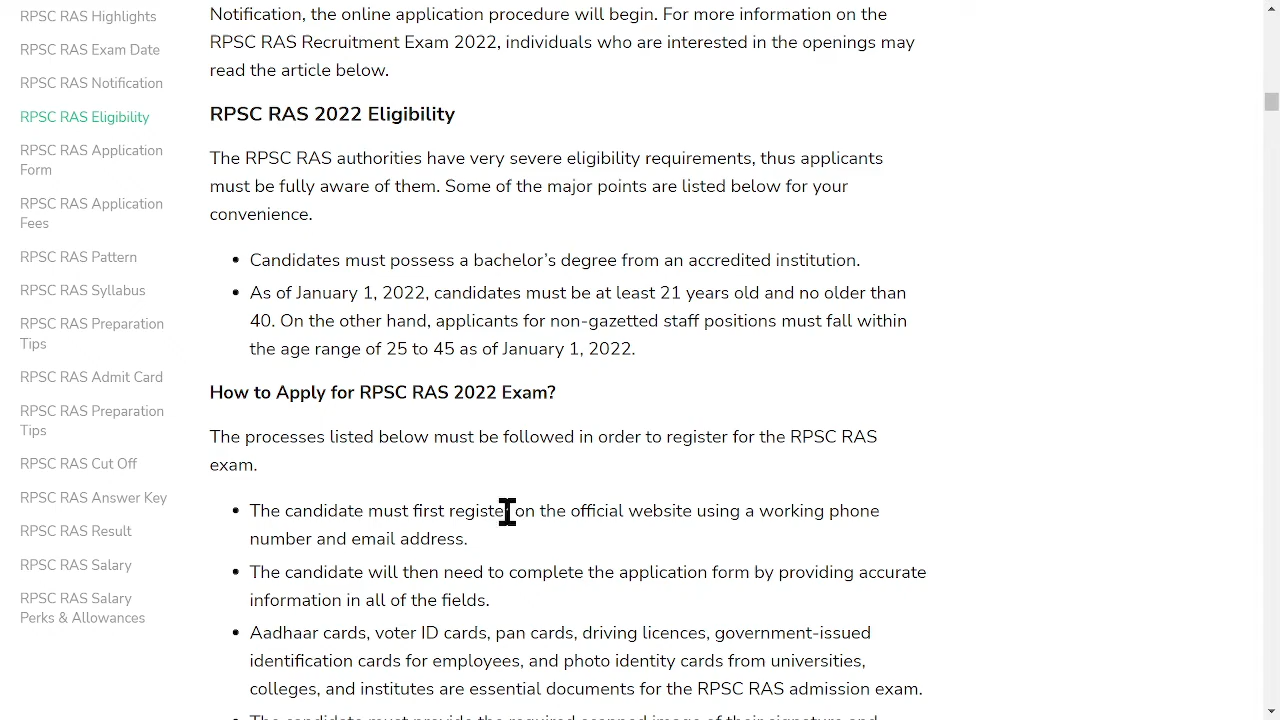 RPSC RAS Highlights
RPSC RAS Exam Date
RPSC RAS Notification
RPSC RAS Eligibility
RPSC RAS Application
Form
RPSC RAS Application
Fees
RPSC RAS Pattern
RPSC RAS Syllabus
RPSC RAS Preparation
Tips
RPSC RAS Admit Card
RPSC RAS Preparation
Tips
RPSC RAS Cut Off
RPSC RAS Answer Key
RPSC RAS Result
RPSC RAS Salary
RPSC RAS Salary
Perks & Allowances
Notification, the online application procedure will begin. For more information on the
RPSC RAS Recruitment Exam 2022, individuals who are interested in the openings may
read the article below.
RPSC RAS 2022 Eligibility
The RPSC RAS authorities have very severe eligibility requirements, thus applicants
must be fully aware of them. Some of the major points are listed below for your
convenience.
Candidates must possess a bachelor's degree from an accredited institution.
As of January 1, 2022, candidates must be at least 21 years old and no older than
40. On the other hand, applicants for non-gazetted staff positions must fall within
the age range of 25 to 45 as of January 1, 2022.
How to Apply for RPSC RAS 2022 Exam?
The processes listed below must be followed in order to register for the RPSC RAS
exam.
The candidate must first register on the official website using a working phone
number and email address.
The candidate will then need to complete the application form by providing accurate
information in all of the fields.
Aadhaar cards, voter ID cards, pan cards, driving licences, government-issued
identification cards for employees, and photo identity cards from universities,
colleges, and institutes are essential documents for the RPSC RAS admission exam.
The candidate must provide the required scanned image of their signature and